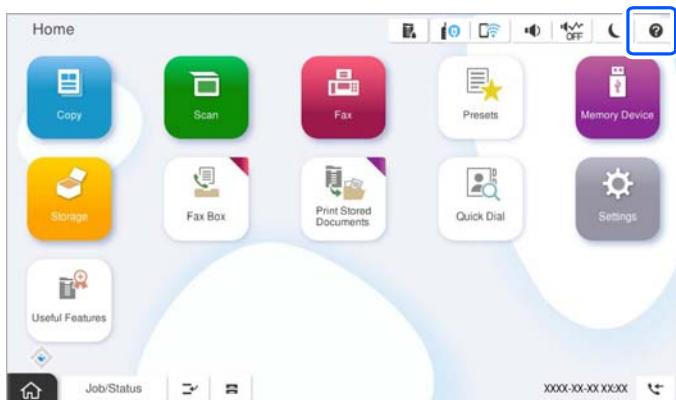 Home
OFF
?
Copy
Scan
Fax
Presets
Memory Device
Storage
Fax Box
Print Stored
Documents
Quick Dial
Settings
Useful Features
Job/Status
XXXX-XX-XX XX:XX